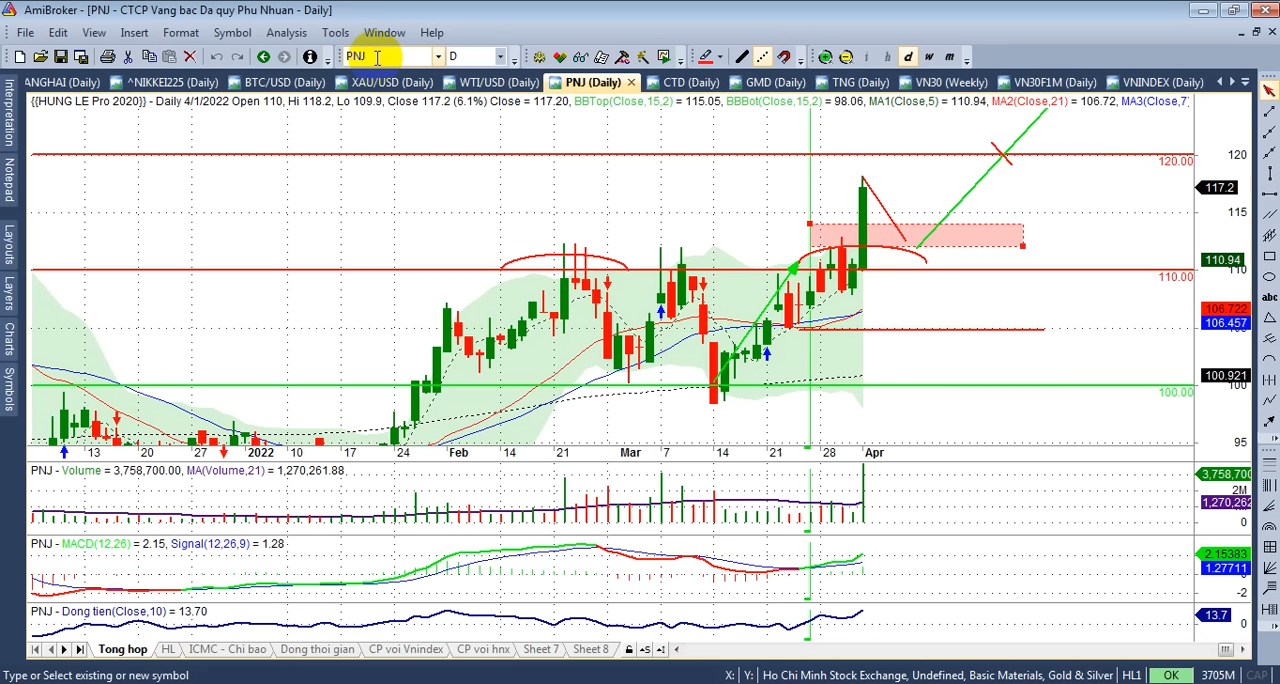 AmiBroker - [PNJ - CTCP Vang bac Da quy Phu Nhuan - Daily]
File Edit View Insert Format Symbol Analysis Tools Window Help
PNJ D i h d w m
ANGHAI (Daily) ^NIKKEI225 (Daily) BTC/USD (Daily) XAU/USD (Daily) WTI/USD (Daily) PNJ (Daily) CTD (Daily) GMD (Daily) TNG (Daily) VN30 (Weekly) VN30F1M (Daily) VNINDEX (Daily)
{{HUNG LE Pro 2020}} - Daily 4/1/2022 Open 110, Hi 118.2, Lo 109.9, Close 117.2 (6.1%) Close = 117.20, BBTop(Close,15,2) = 115.05, BBBot(Close,15,2) = 98.06, MA1(Close,5) = 110.94, MA2(Close,21) = 106.72, MA3(Close,7
Interpretation
Notepad
Layouts
Layers
Charts
Symbols
abc
120
120.00
117.2
115
110.94
110
110.00
106.722
106.457
100.921
100
100.00
95
13 20 27 2022 10 17 24 Feb 14 21 Mar 7 14 21 28 Apr
PNJ - Volume = 3,758,700.00, MA(Volume,21) = 1,270,261.88
3,758,700
2M
1,270,262
0
PNJ - MACD(12,26) = 2.15, Signal(12,26,9) = 1.28
2.15383
1.27711
-2
PNJ - Dong tien(Close,10) = 13.70
13.7
0
Tong hop HL ICMC - Chi bao Dong thoi gian CP voi Vnindex CP voi hnx Sheet 7 Sheet 8
Type or Select existing or new symbol X: Y: Ho Chi Minh Stock Exchange, Undefined, Basic Materials, Gold & Silver HL1 OK 3705M CAP